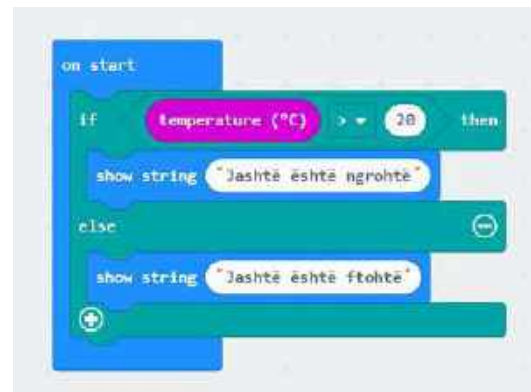 on start
if temperature (°C) > 20 then
show string "Jashtë është ngrohtë"
else
show string "Jashtë është ftohtë"